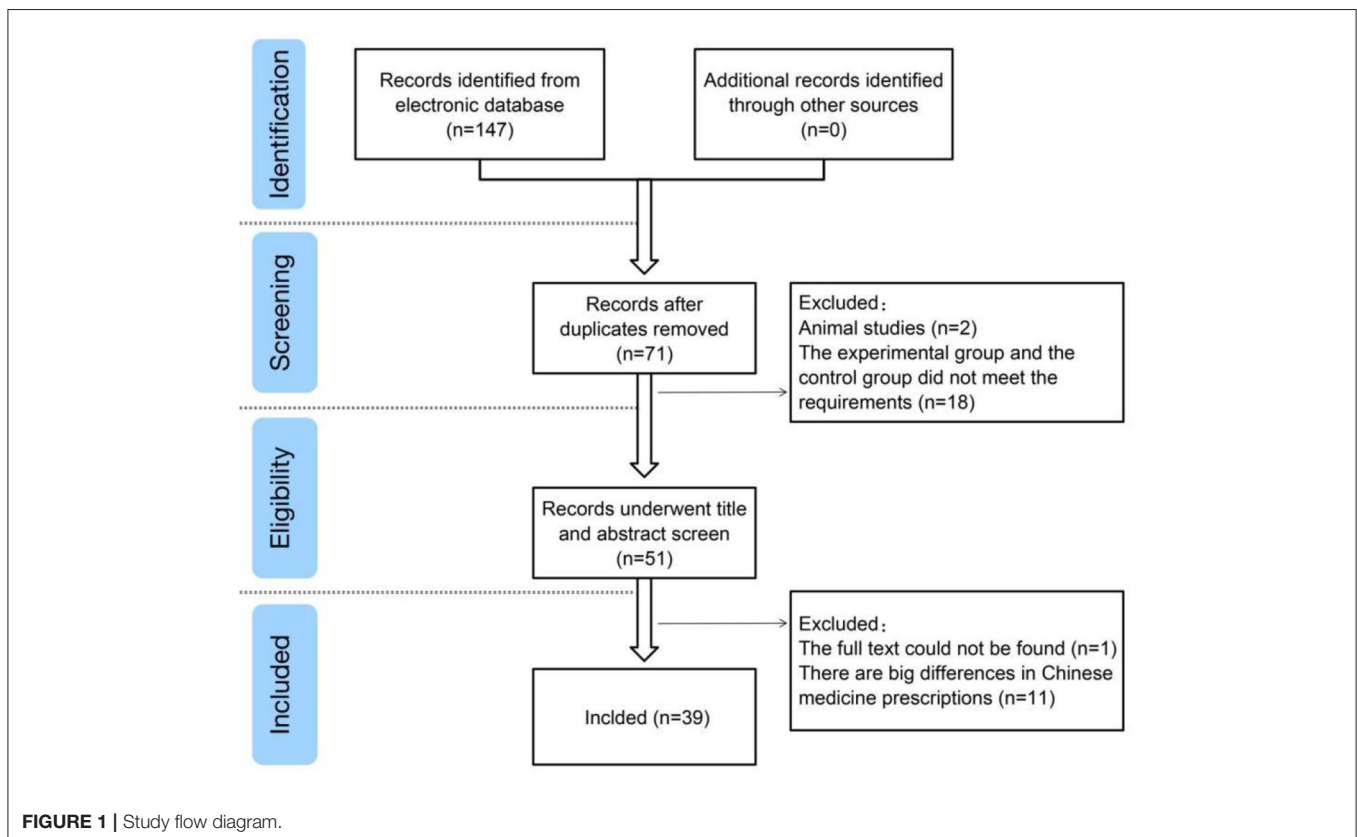 Identification
Records identified from
electronic database
(n=147)
Additional records identified
through other sources
(n=0)
Screening
Records after
duplicates removed
(n=71)
Excluded：
Animal studies (n=2)
The experimental group and the
control group did not meet the
requirements (n=18)
Eligibility
Records underwent title
and abstract screen
(n=51)
Included
Inclded (n=39)
Excluded：
The full text could not be found (n=1)
There are big differences in Chinese
medicine prescriptions (n=11)
FIGURE 1 | Study flow diagram.